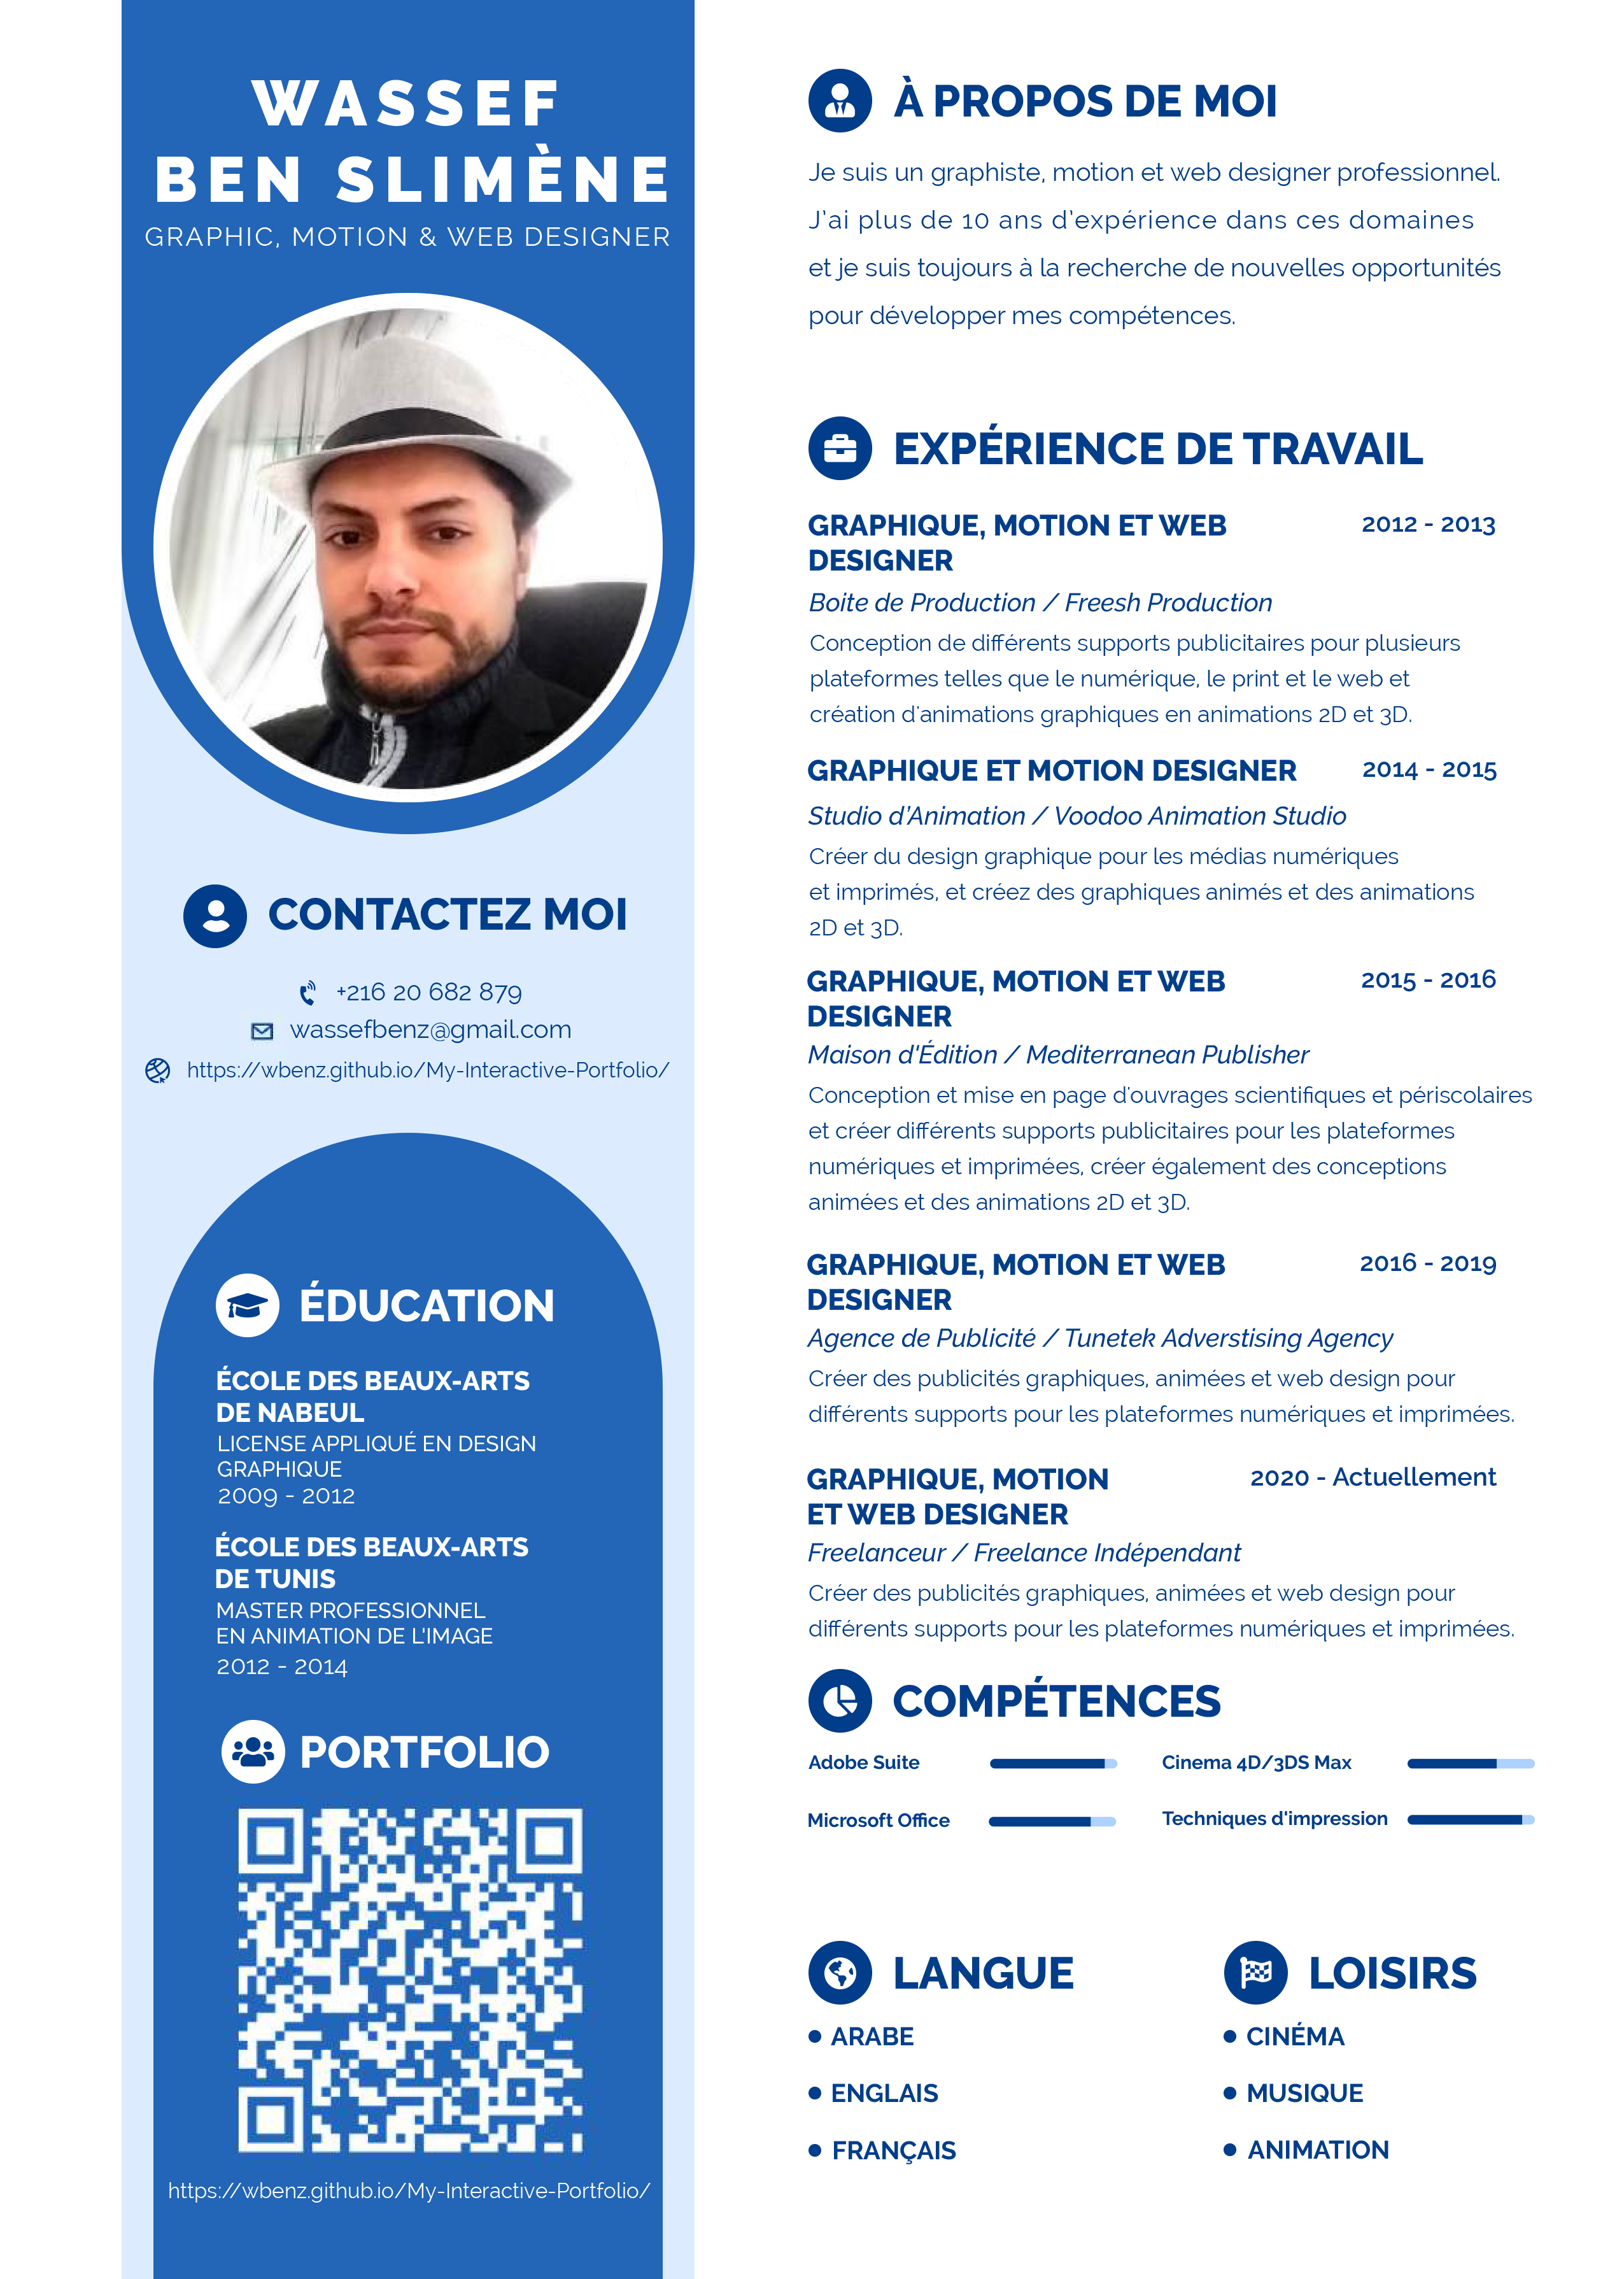 WASSEF
BEN SLIMÈNE
GRAPHIC, MOTION & WEB DESIGNER
CONTACTEZ MOI
+216 20 682 879
wassefbenz@gmail.com
https://wbenz.github.io/My-Interactive-Portfolio/
ÉDUCATION
ÉCOLE DES BEAUX-ARTS
DE NABEUL
LICENSE APPLIQUÉ EN DESIGN
GRAPHIQUE
2009 - 2012
ÉCOLE DES BEAUX-ARTS
DE TUNIS
MASTER PROFESSIONNEL
EN ANIMATION DE L'IMAGE
2012 - 2014
PORTFOLIO
https://wbenz.github.io/My-Interactive-Portfolio/
À PROPOS DE MOI
Je suis un graphiste, motion et web designer professionnel.
J'ai plus de 10 ans d'expérience dans ces domaines
et je suis toujours à la recherche de nouvelles opportunités
pour développer mes compétences.
EXPÉRIENCE DE TRAVAIL
GRAPHIQUE, MOTION ET WEB 2012 - 2013
DESIGNER
Boite de Production / Freesh Production
Conception de différents supports publicitaires pour plusieurs
plateformes telles que le numérique, le print et le web et
création d'animations graphiques en animations 2D et 3D.
GRAPHIQUE ET MOTION DESIGNER 2014 - 2015
Studio d'Animation / Voodoo Animation Studio
Créer du design graphique pour les médias numériques
et imprimés, et créez des graphiques animés et des animations
2D et 3D.
GRAPHIQUE, MOTION ET WEB 2015 - 2016
DESIGNER
Maison d'Édition / Mediterranean Publisher
Conception et mise en page d'ouvrages scientifiques et périscolaires
et créer différents supports publicitaires pour les plateformes
numériques et imprimées, créer également des conceptions
animées et des animations 2D et 3D.
GRAPHIQUE, MOTION ET WEB 2016 - 2019
DESIGNER
Agence de Publicité / Tunetek Adverstising Agency
Créer des publicités graphiques, animées et web design pour
différents supports pour les plateformes numériques et imprimées.
GRAPHIQUE, MOTION 2020 - Actuellement
ET WEB DESIGNER
Freelanceur / Freelance Indépendant
Créer des publicités graphiques, animées et web design pour
différents supports pour les plateformes numériques et imprimées.
COMPÉTENCES
Adobe Suite Cinema 4D/3DS Max
Microsoft Office Techniques d'impression
LANGUE
ARABE
ENGLAIS
FRANÇAIS
LOISIRS
CINÉMA
MUSIQUE
ANIMATION